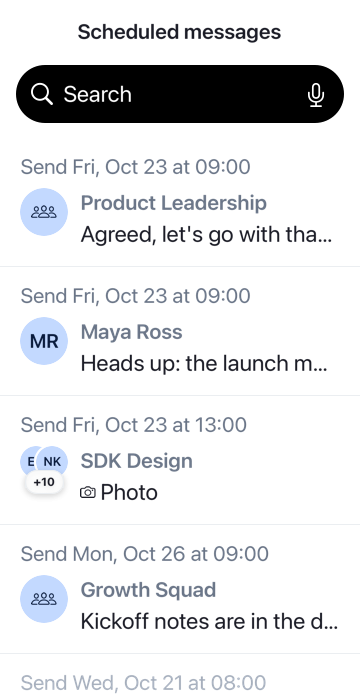 Scheduled messages
Search
Send Fri, Oct 23 at 09:00
Product Leadership
Agreed, let's go with tha...
Send Fri, Oct 23 at 09:00
MR
Maya Ross
Heads up: the launch m...
Send Fri, Oct 23 at 13:00
E NK
+10
SDK Design
Photo
Send Mon, Oct 26 at 09:00
Growth Squad
Kickoff notes are in the d...
Send Wed, Oct 21 at 08:00